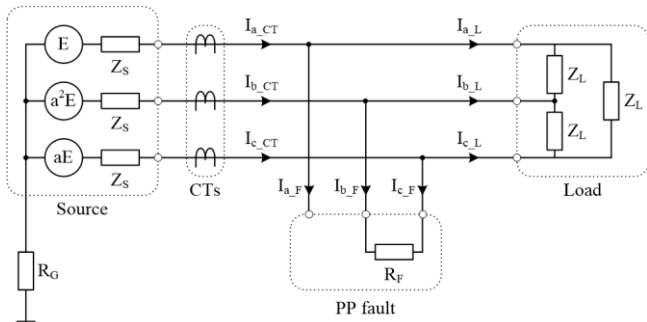 E
Z_S
I_a_CT
I_a_L
Z_L
Z_L
a²E
Z_S
I_b_CT
I_b_L
Z_L
aE
Z_S
I_c_CT
I_c_L
Source
CTs
I_a_F
I_b_F
I_c_F
Load
R_G
R_F
PP fault